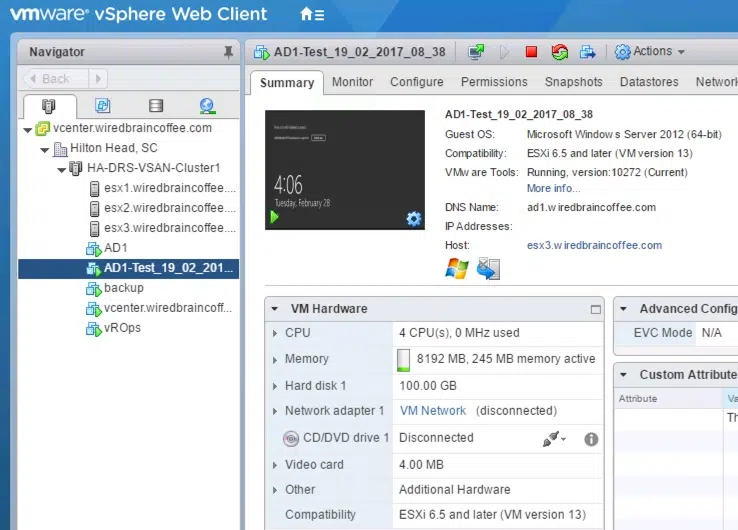 vmware® vSphere Web Client
Navigator
Back
AD1-Test_19_02_2017_08_38
Actions
Summary Monitor Configure Permissions Snapshots Datastores Network
vcenter.wiredbraincoffee.com
Hilton Head, SC
HA-DRS-VSAN-Cluster1
esx1.wiredbraincoffee....
esx2.wiredbraincoffee....
esx3.wiredbraincoffee....
AD1
AD1-Test_19_02_201...
backup
vcenter.wiredbraincoff...
vROps
4:06
Tuesday, February 28
AD1-Test_19_02_2017_08_38
Guest OS: Microsoft Windows Server 2012 (64-bit)
Compatibility: ESXi 6.5 and later (VM version 13)
VMware Tools: Running, version:10272 (Current)
More info...
DNS Name: ad1.wiredbraincoffee.com
IP Addresses:
Host: esx3.wiredbraincoffee.com
VM Hardware
CPU 4 CPU(s), 0 MHz used
Memory 8192 MB, 245 MB memory active
Hard disk 1 100.00 GB
Network adapter 1 VM Network (disconnected)
CD/DVD drive 1 Disconnected
Video card 4.00 MB
Other Additional Hardware
Compatibility ESXi 6.5 and later (VM version 13)
Advanced Config
EVC Mode N/A
Custom Attribute
Attribute Va
Th